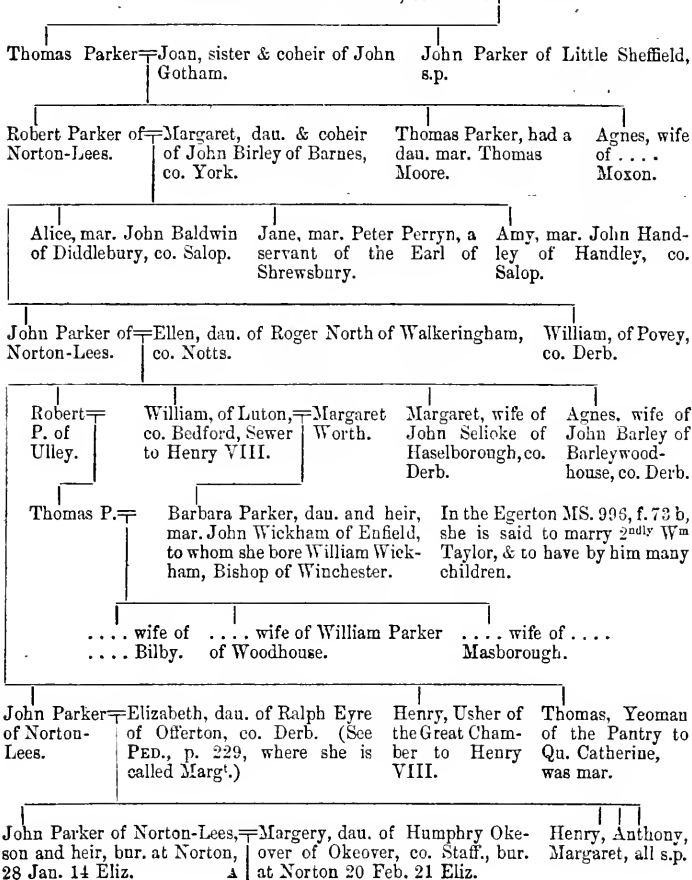 Thomas Parker Joan, sister & coheir of John Gotham.
John Parker of Little Sheffield, s.p.
Robert Parker of Norton-Lees.
Margaret, dau. & coheir of John Birley of Barnes, co. York.
Thomas Parker, had a dau. mar. Thomas Moore.
Agnes, wife of .... Moxon.
Alice, mar. John Baldwin of Diddlebury, co. Salop.
Jane, mar. Peter Perryn, a servant of the Earl of Shrewsbury.
Amy, mar. John Handley of Handley, co. Salop.
John Parker of Norton-Lees.
Ellen, dau. of Roger North of Walkeringham, co. Notts.
William, of Povey, co. Derb.
Robert P. of Ulley.
William, of Luton, co. Bedford, Sewer to Henry VIII.
Margaret Worth.
Margaret, wife of John Selioke of Haselborough, co. Derb.
Agnes, wife of John Barley of Barleywood-house, co. Derb.
Thomas P.
Barbara Parker, dau. and heir, mar. John Wickham of Enfield, to whom she bore William Wickham, Bishop of Winchester.
In the Egerton MS. 996, f. 73 b, she is said to marry 2ndly Wm Taylor, & to have by him many children.
.... wife of .... Bilby.
.... wife of William Parker of Woodhouse.
.... wife of .... Masborough.
John Parker of Norton-Lees.
Elizabeth, dau. of Ralph Eyre of Offerton, co. Derb. (See PED., p. 229, where she is called Margt.)
Henry, Usher of the Great Chamber to Henry VIII.
Thomas, Yeoman of the Pantry to Qu. Catherine, was mar.
John Parker of Norton-Lees, son and heir, bur. at Norton, 28 Jan. 14 Eliz.
A
Margery, dau. of Humphry Okeover of Okeover, co. Staff., bur. at Norton 20 Feb. 21 Eliz.
Henry, Anthony, Margaret, all s.p.